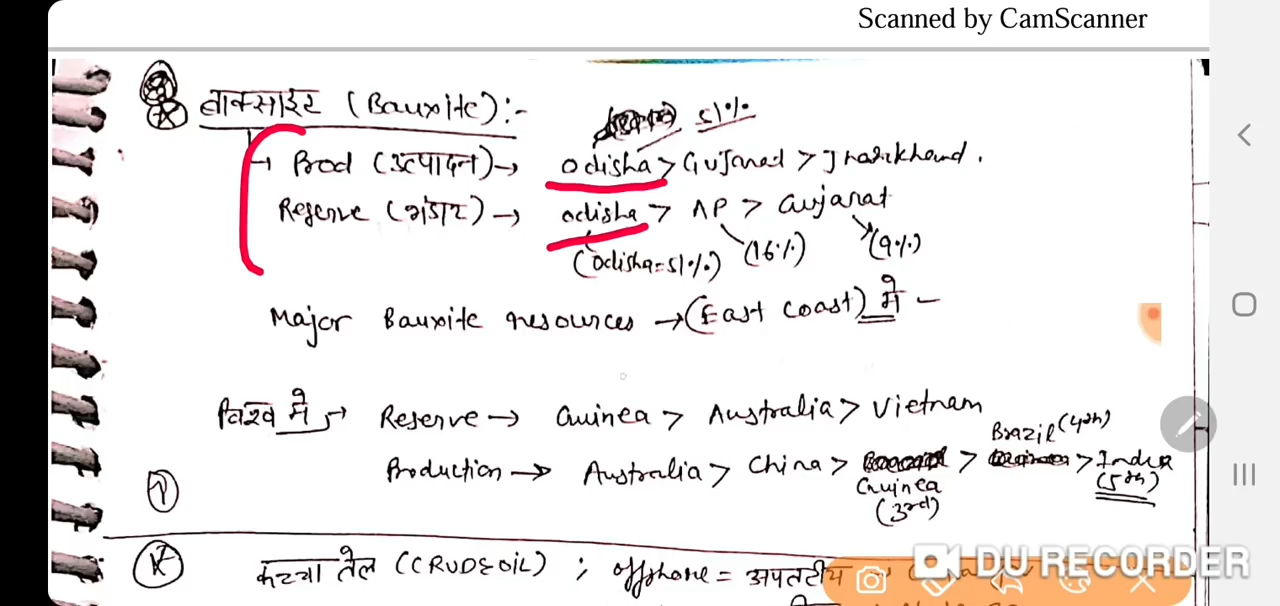 Scanned by CamScanner
बाक्साइट (Bauxite) :-
51%
→ Prod (उत्पादन) → Odisha > Gujarat > Jharkhand.
Reserve (भंडार) → odisha > AP > Gujarat
(odisha = 51%) (16%) (9%)
Major Bauxite resources → (East coast) में -
विश्व में → Reserve → Guinea > Australia > Vietnam
Brazil (4th)
Production → Australia > China > > > India
Guinea (5th)
(3rd)
कच्चा तेल (CRUDEOIL) ; offshore = अपतटीय
DU RECORDER